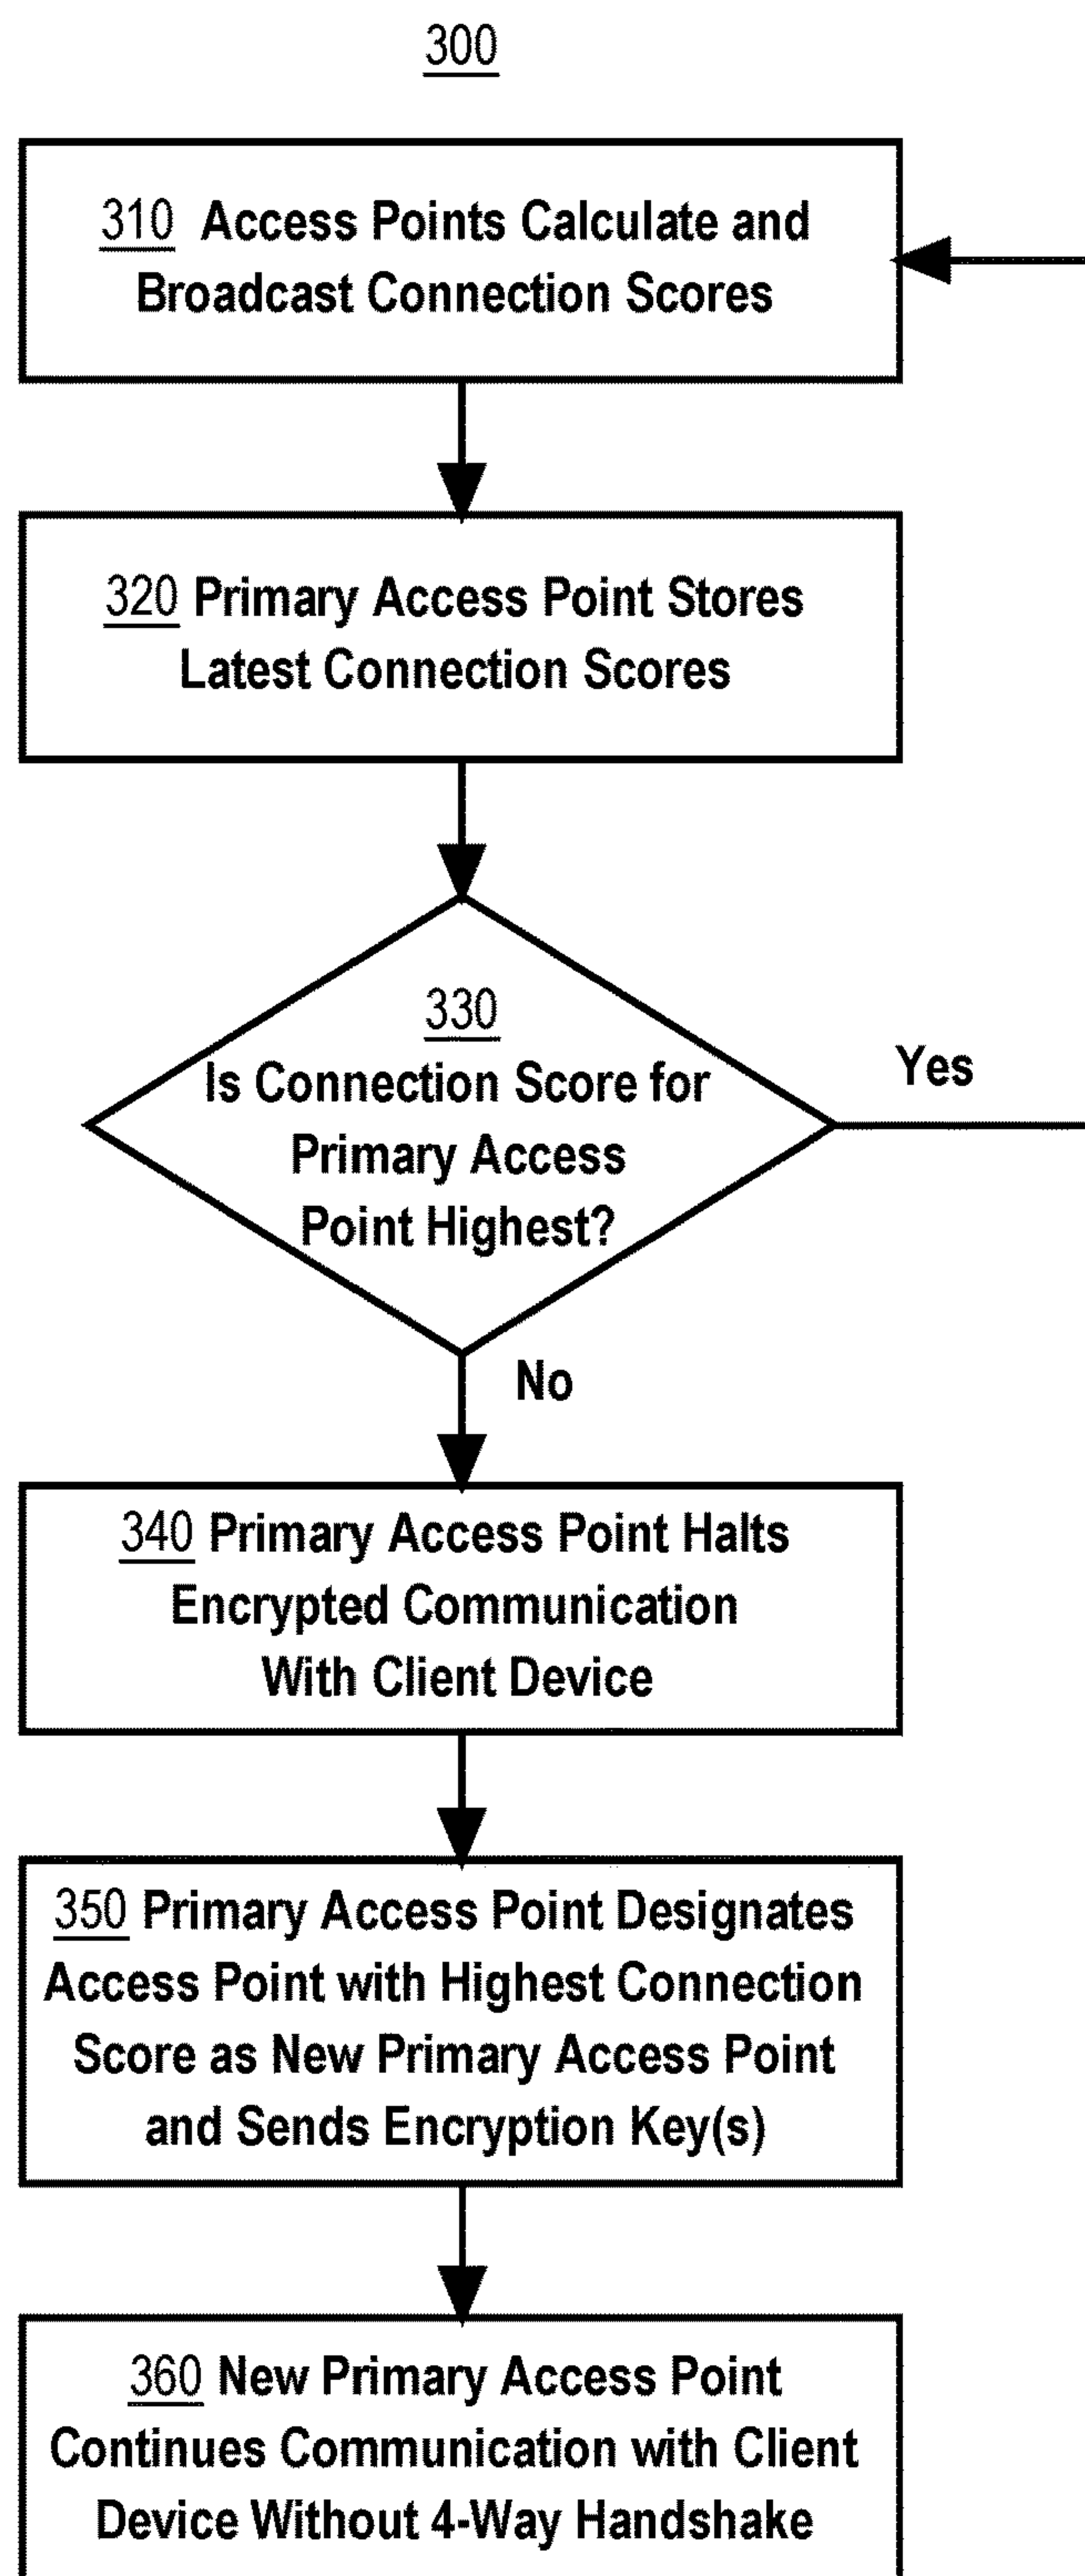 300
310 Access Points Calculate and
Broadcast Connection Scores
320 Primary Access Point Stores
Latest Connection Scores
330
Is Connection Score for
Primary Access
Point Highest?
Yes
No
340 Primary Access Point Halts
Encrypted Communication
With Client Device
350 Primary Access Point Designates
Access Point with Highest Connection
Score as New Primary Access Point
and Sends Encryption Key(s)
360 New Primary Access Point
Continues Communication with Client
Device Without 4-Way Handshake